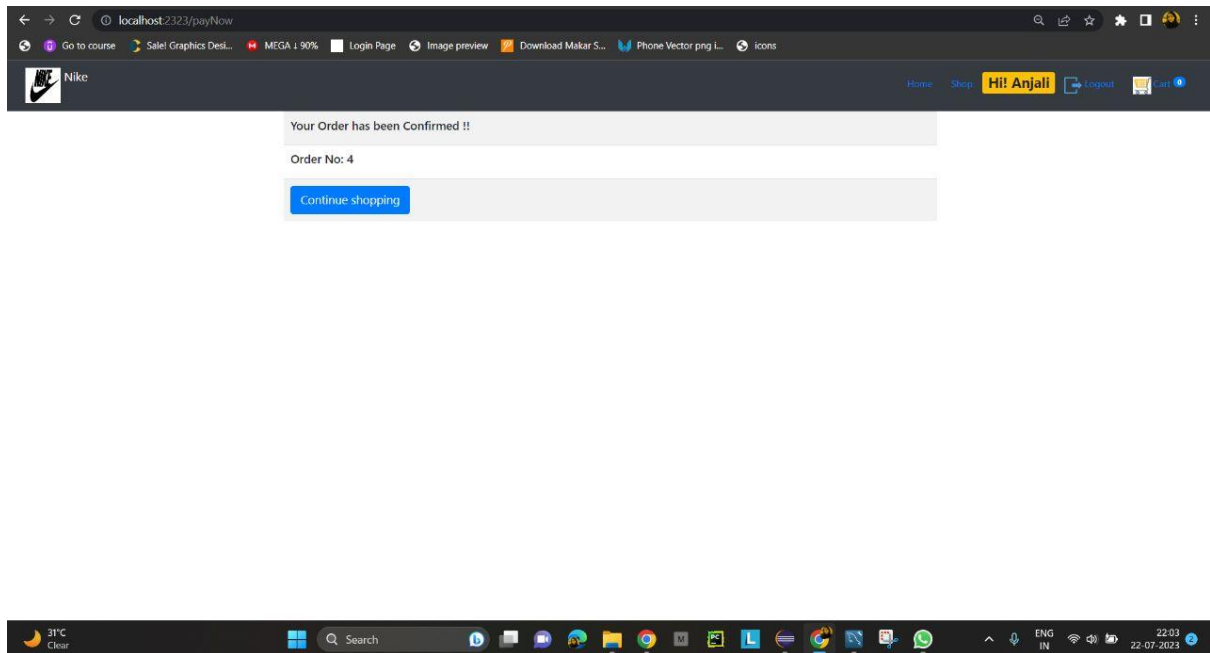 localhost:2323/payNow
Go to course
Sale! Graphics Desi...
MEGA ↓ 90%
Login Page
Image preview
Download Makar S...
Phone Vector png i...
icons
NIKE
Nike
Home
Shop
Hi! Anjali
Logout
Cart 0
Your Order has been Confirmed !!
Order No: 4
Continue shopping
31°C
Clear
Search
ENG
IN
22:03
22-07-2023
2